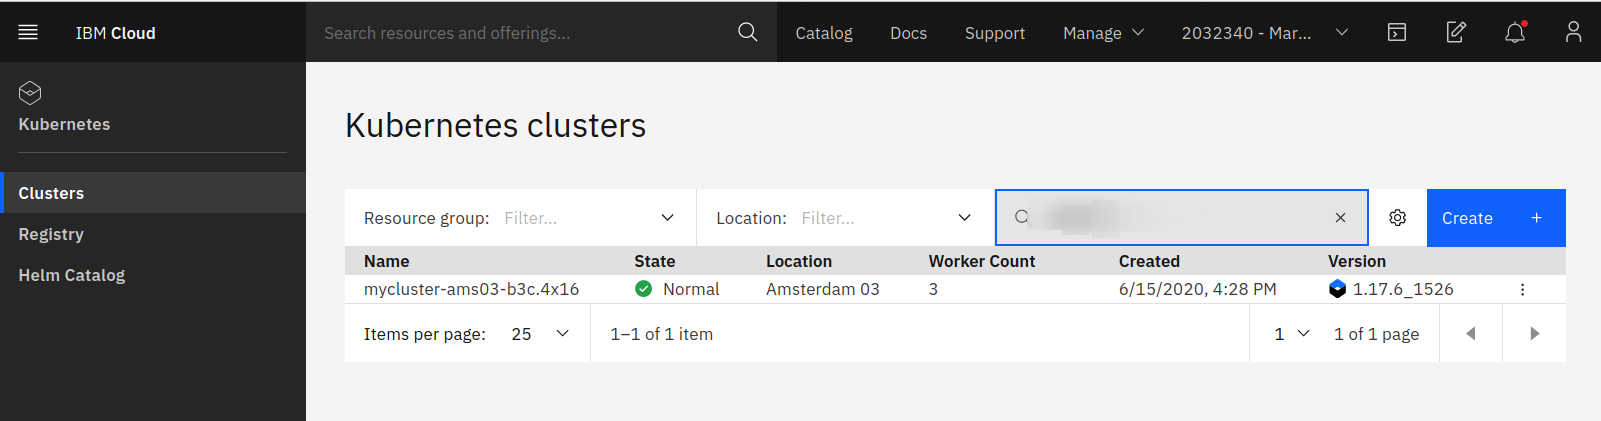 IBM Cloud
Search resources and offerings...
Catalog
Docs
Support
Manage
2032340 - Mar...
Kubernetes
Clusters
Registry
Helm Catalog
Kubernetes clusters
Resource group: Filter...
Location: Filter...
Create +
Name State Location Worker Count Created Version
mycluster-ams03-b3c.4x16 Normal Amsterdam 03 3 6/15/2020, 4:28 PM 1.17.6_1526
Items per page: 25 1–1 of 1 item 1 1 of 1 page